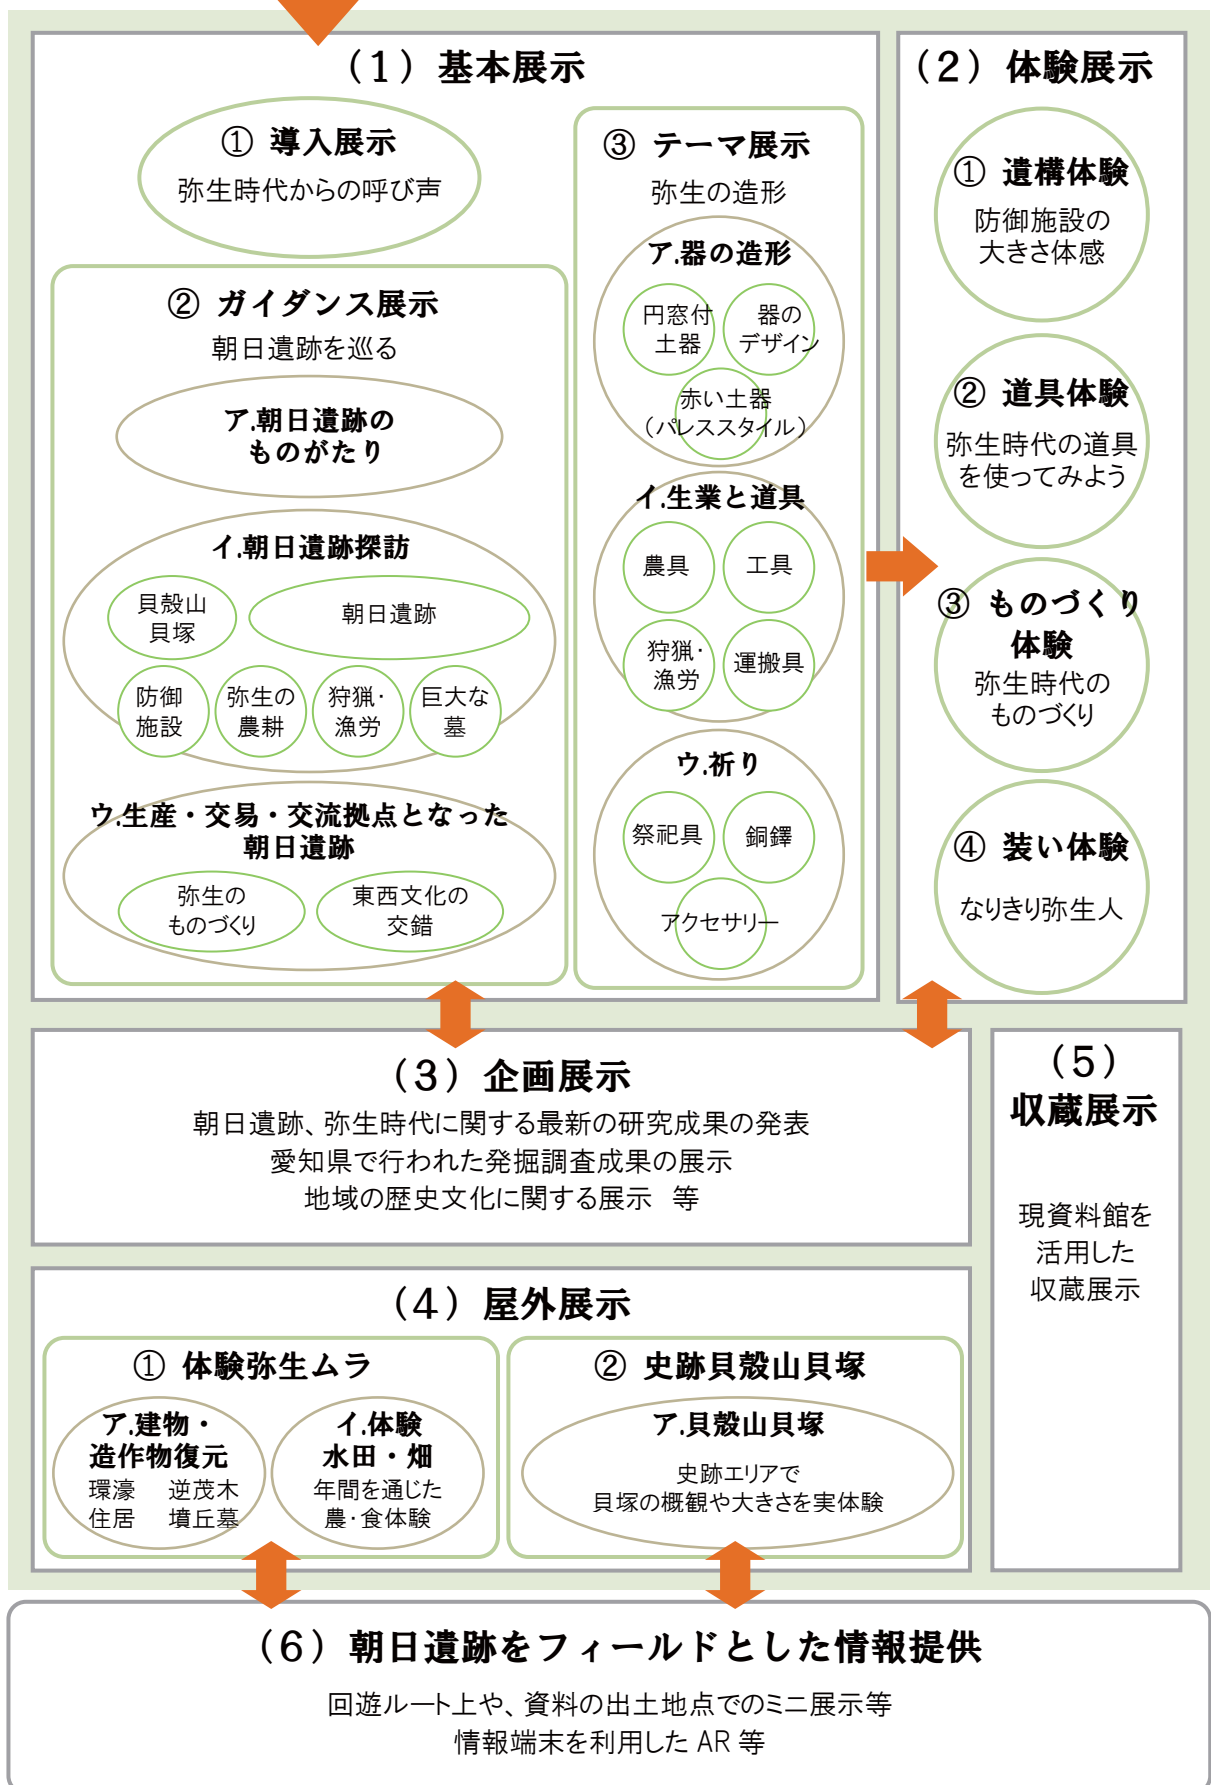 （１）基本展示
① 導入展示
弥生時代からの呼び声
② ガイダンス展示
朝日遺跡を巡る
ア.朝日遺跡の
ものがたり
イ.朝日遺跡探訪
貝殻山
貝塚
朝日遺跡
防御
施設
弥生の
農耕
狩猟・
漁労
巨大な
墓
ウ.生産・交易・交流拠点となった
朝日遺跡
弥生の
ものづくり
東西文化の
交錯
③ テーマ展示
弥生の造形
ア.器の造形
円窓付
土器
器の
デザイン
赤い土器
（パレススタイル）
イ.生業と道具
農具
工具
狩猟・
漁労
運搬具
ウ.祈り
祭祀具
銅鐸
アクセサリー
（２）体験展示
① 遺構体験
防御施設の
大きさ体感
② 道具体験
弥生時代の道具
を使ってみよう
③ ものづくり
体験
弥生時代の
ものづくり
④ 装い体験
なりきり弥生人
（３）企画展示
朝日遺跡、弥生時代に関する最新の研究成果の発表
愛知県で行われた発掘調査成果の展示
地域の歴史文化に関する展示　等
（４）屋外展示
① 体験弥生ムラ
ア.建物・
造作物復元
環濠　逆茂木
住居　墳丘墓
イ.体験
水田・畑
年間を通じた
農・食体験
② 史跡貝殻山貝塚
ア.貝殻山貝塚
史跡エリアで
貝塚の概観や大きさを実体験
（５）
収蔵展示
現資料館を
活用した
収蔵展示
（６）朝日遺跡をフィールドとした情報提供
回遊ルート上や、資料の出土地点でのミニ展示等
情報端末を利用した AR 等